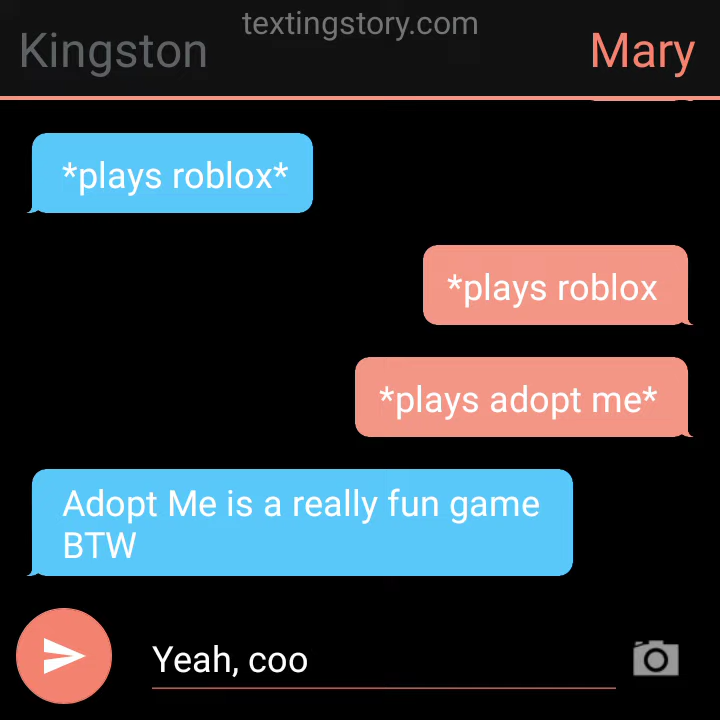 textingstory.com
Kingston
Mary
*plays roblox*
*plays roblox
*plays adopt me*
Adopt Me is a really fun game
BTW
Yeah, coo